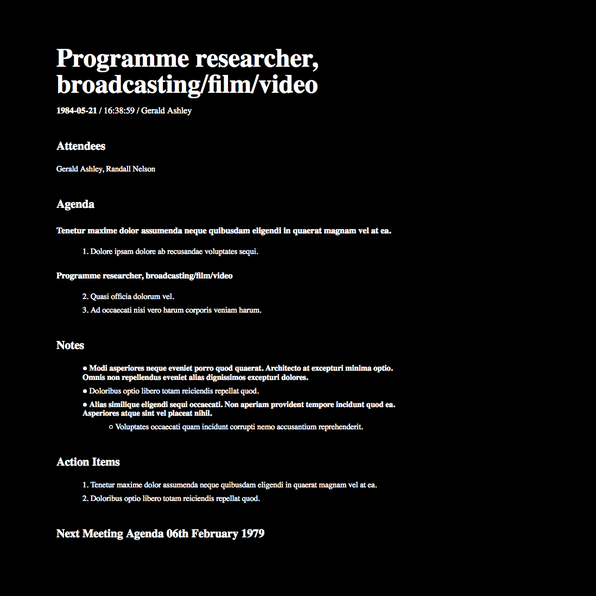 Programme researcher,
broadcasting/film/video
1984-05-21 / 16:38:59 / Gerald Ashley
Attendees
Gerald Ashley, Randall Nelson
Agenda
Tenetur maxime dolor assumenda neque quibusdam eligendi in quaerat magnam vel at ea.
1. Dolore ipsam dolore ab recusandae voluptates sequi.
Programme researcher, broadcasting/film/video
2. Quasi officia dolorum vel.
3. Ad occaecati nisi vero harum corporis veniam harum.
Notes
● Modi asperiores neque eveniet porro quod quaerat. Architecto at excepturi minima optio.
Omnis non repellendus eveniet alias dignissimos excepturi dolores.
● Doloribus optio libero totam reiciendis repellat quod.
● Alias similique eligendi sequi occaecati. Non aperiam provident tempore incidunt quod ea.
Asperiores atque sint vel placeat nihil.
○ Voluptates occaecati quam incidunt corrupti nemo accusantium reprehenderit.
Action Items
1. Tenetur maxime dolor assumenda neque quibusdam eligendi in quaerat magnam vel at ea.
2. Doloribus optio libero totam reiciendis repellat quod.
Next Meeting Agenda 06th February 1979